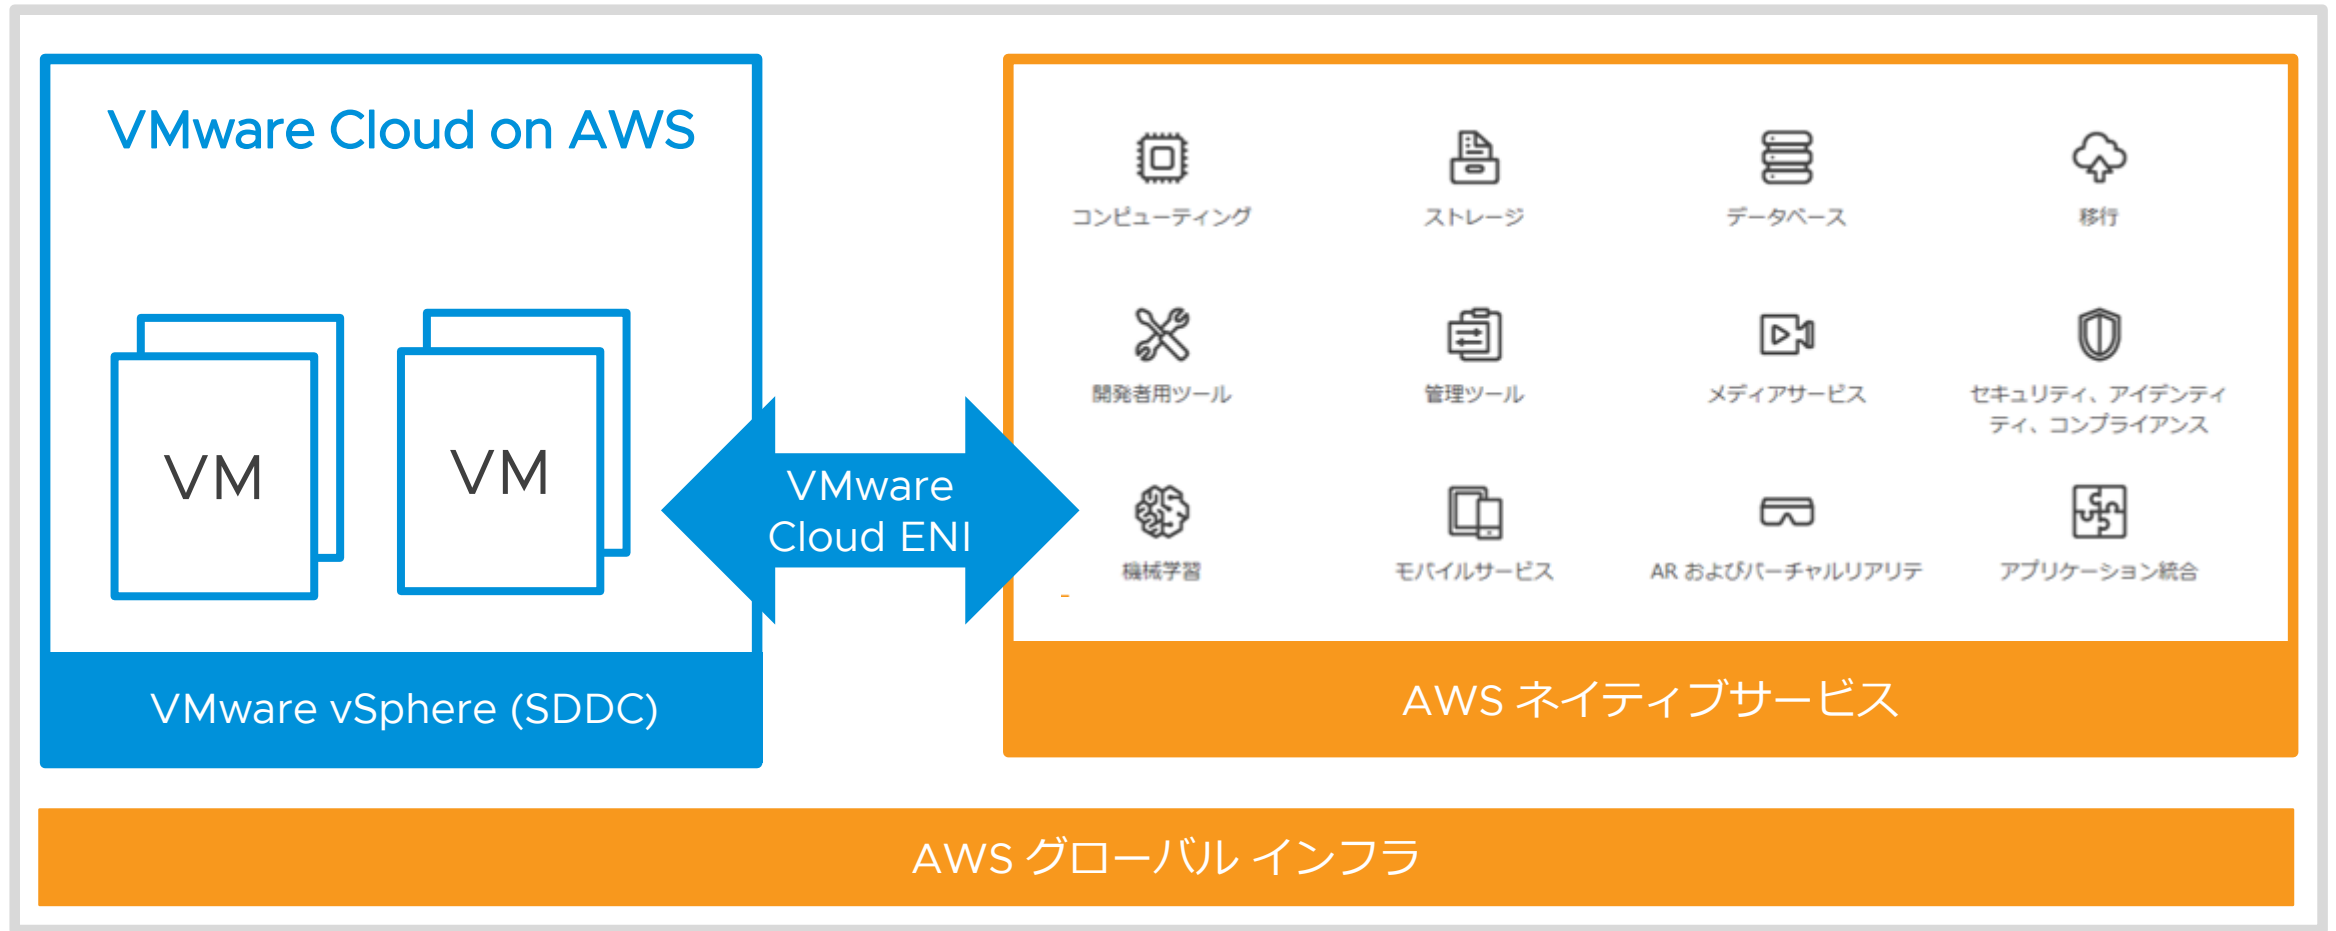 VMware Cloud on AWS
VM
VM
VMware vSphere (SDDC)
VMware
Cloud ENI
コンピューティング
ストレージ
データベース
移行
開発者用ツール
管理ツール
メディアサービス
セキュリティ、アイデンティ
ティ、コンプライアンス
機械学習
モバイルサービス
AR およびバーチャルリアリテ
アプリケーション統合
AWS ネイティブサービス
AWS グローバル インフラ